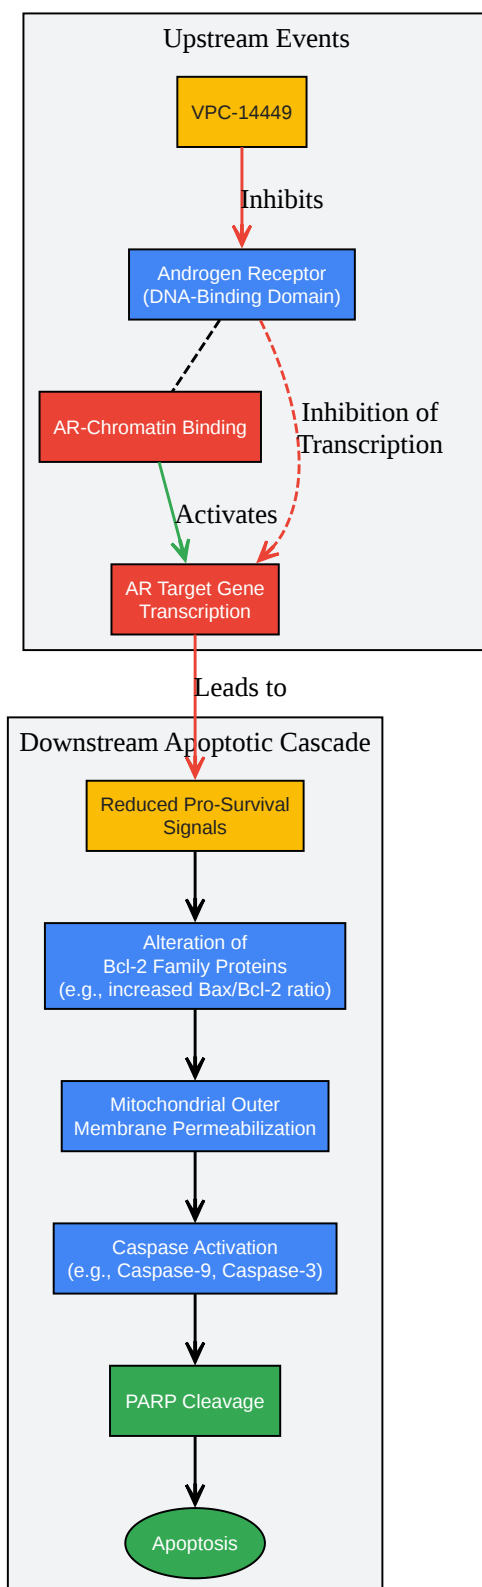 Upstream Events
VPC-14449
Inhibits
Androgen Receptor
(DNA-Binding Domain)
AR-Chromatin Binding
Inhibition of
Transcription
Activates
AR Target Gene
Transcription
Leads to
Downstream Apoptotic Cascade
Reduced Pro-Survival
Signals
Alteration of
Bcl-2 Family Proteins
(e.g., increased Bax/Bcl-2 ratio)
Mitochondrial Outer
Membrane Permeabilization
Caspase Activation
(e.g., Caspase-9, Caspase-3)
PARP Cleavage
Apoptosis